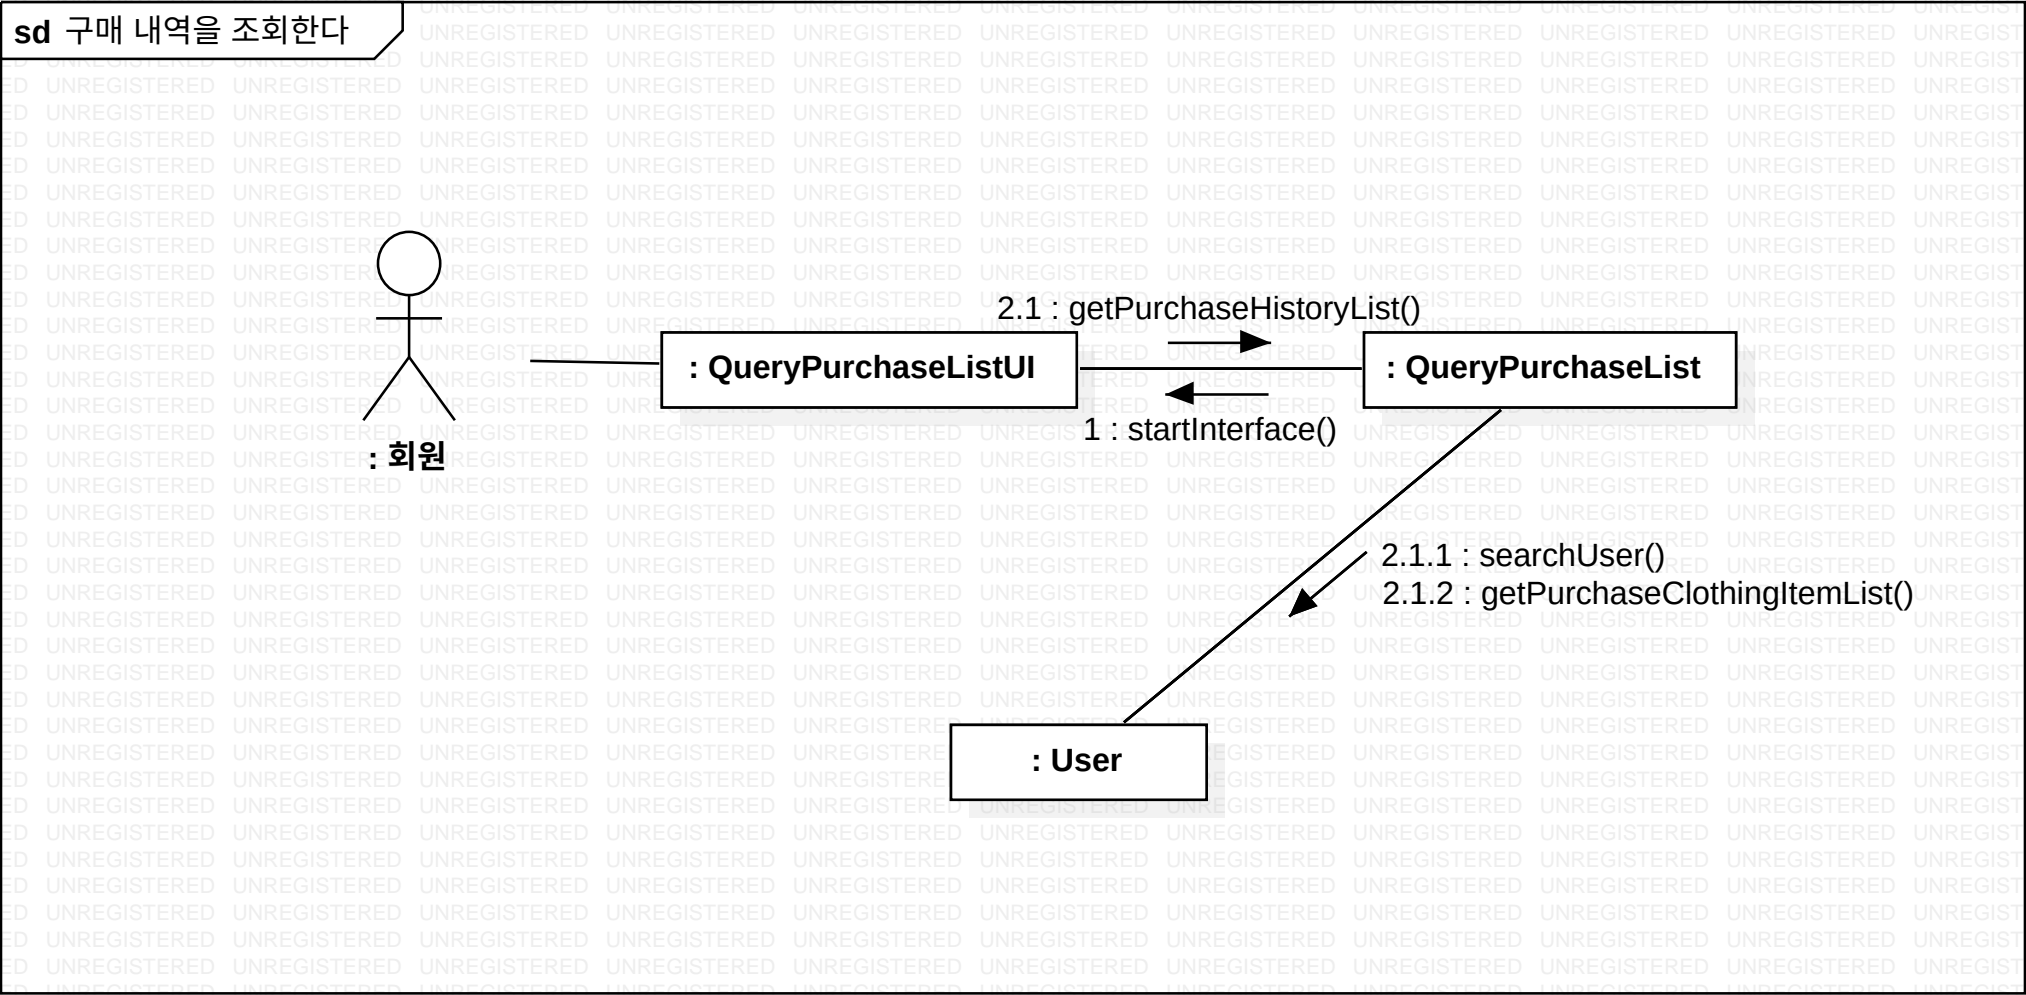 sd 구매 내역을 조회한다
2.1 : getPurchaseHistoryList()
: QueryPurchaseListUI
: QueryPurchaseList
1 : startInterface()
: 회원
2.1.1 : searchUser()
2.1.2 : getPurchaseClothingItemList()
: User
UNREGISTERED